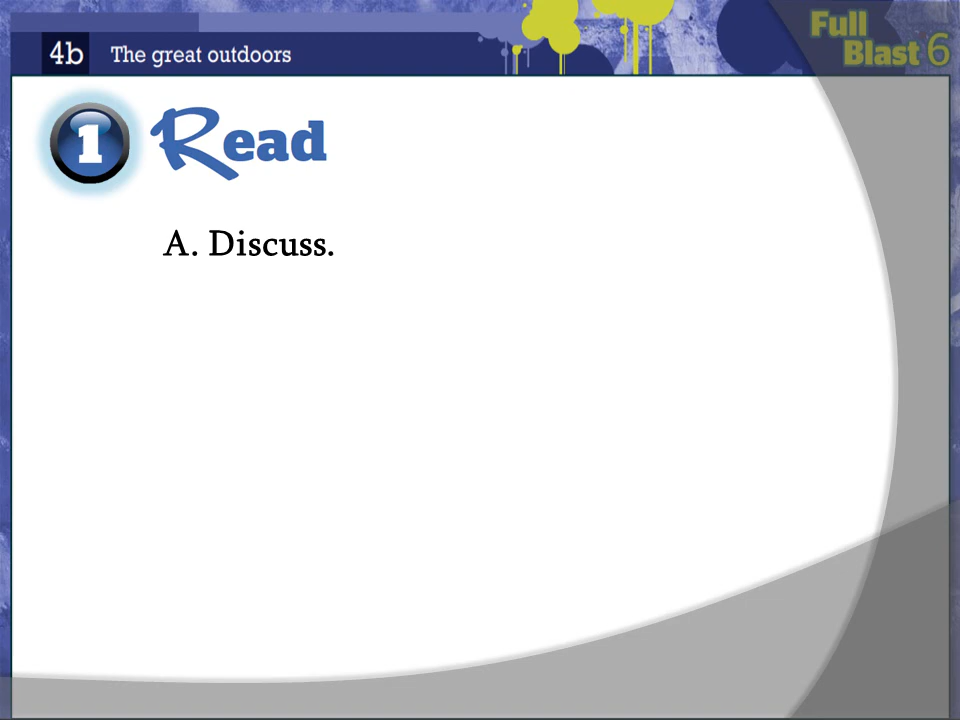 4b The great outdoors
Full
Blast 6
1 Read
A. Discuss.